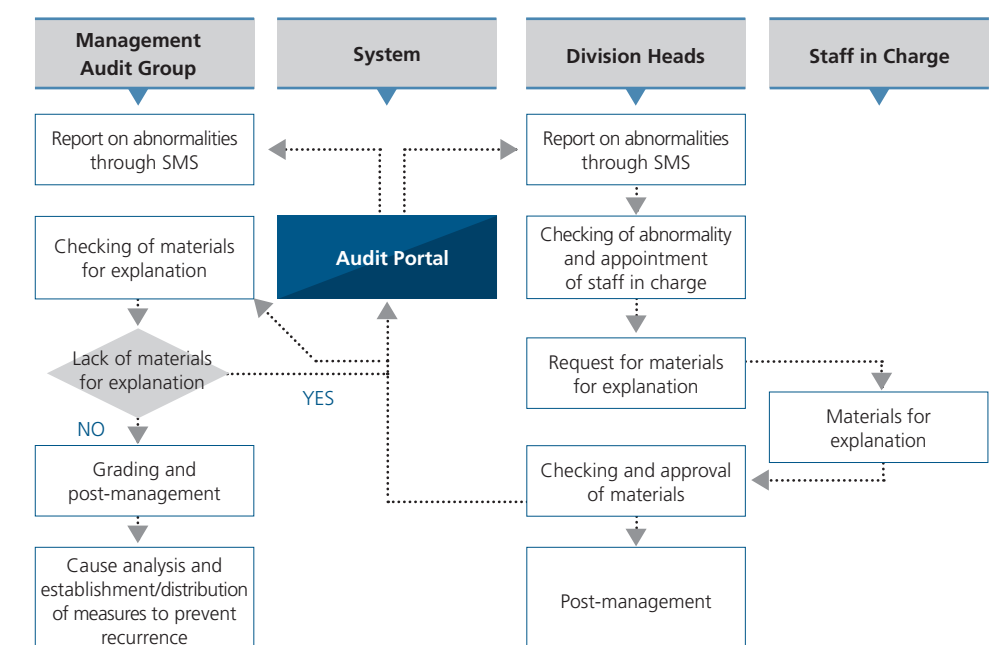 Management
Audit Group
System
Division Heads
Staff in Charge
Report on abnormalities
through SMS
Report on abnormalities
through SMS
Checking of materials
for explanation
Audit Portal
Checking of abnormality
and appointment
of staff in charge
Lack of materials
for explanation
YES
NO
Request for materials
for explanation
Materials for
explanation
Grading and
post-management
Checking and approval
of materials
Cause analysis and
establishment/distribution
of measures to prevent
recurrence
Post-management